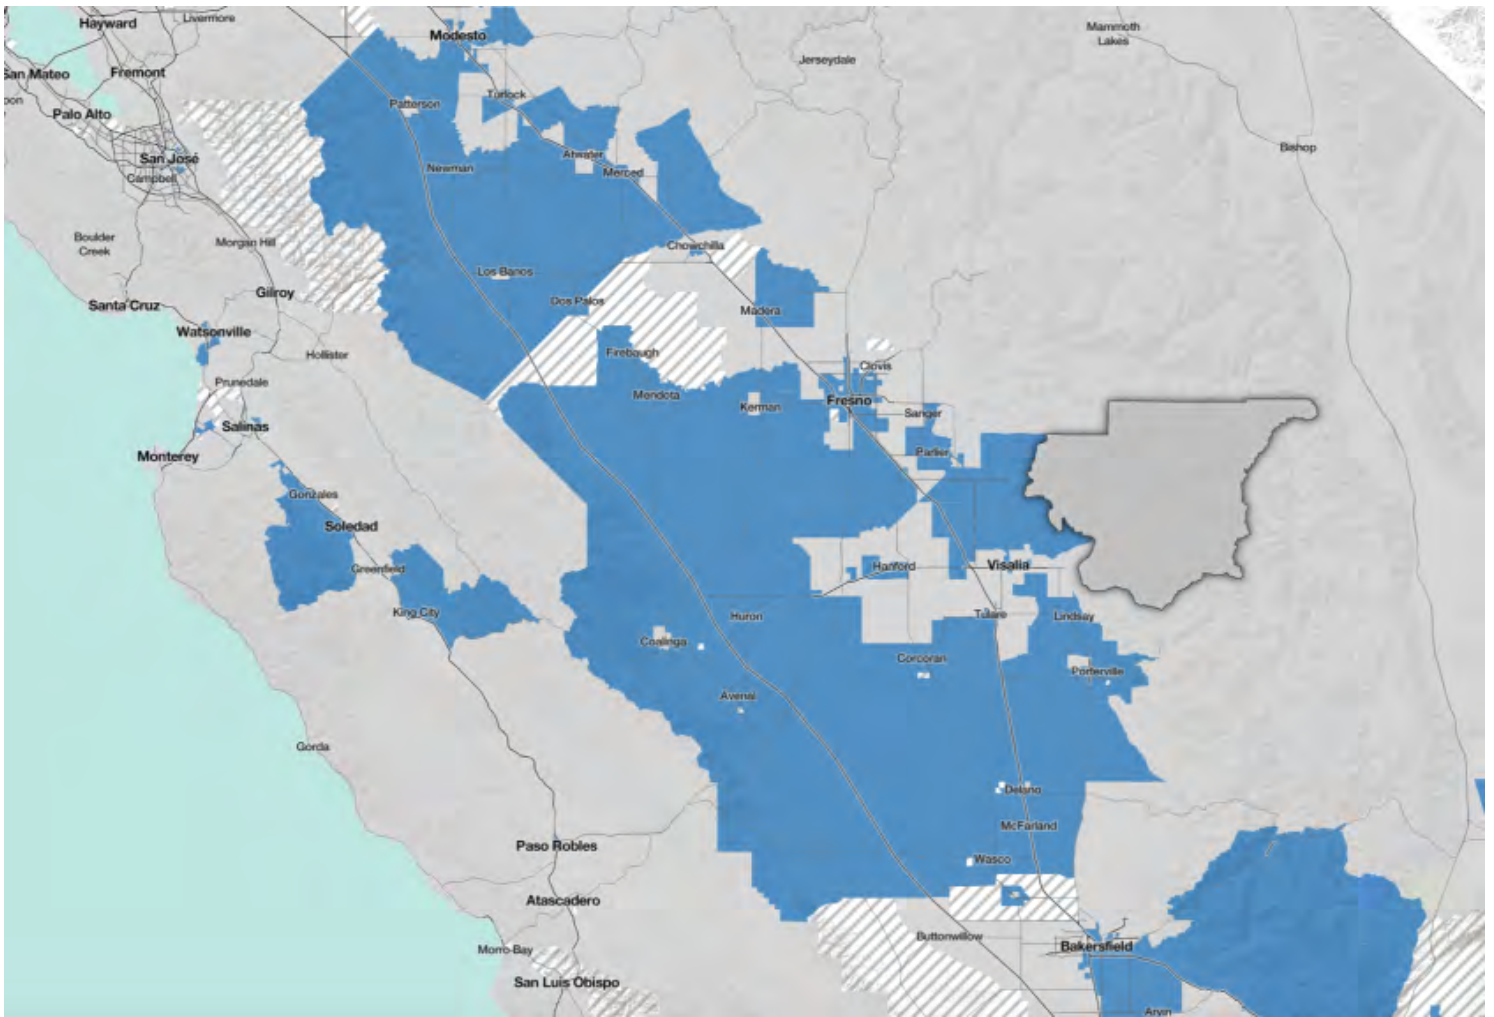 Hayward
Livermore
Modesto
Mammoth
Lakes
Jerseydale
San Mateo
Fremont
Turlock
Patterson
Palo Alto
Bishop
San José
Campbell
Newman
Atwater
Merced
Boulder
Creek
Morgan Hill
Chowchilla
Los Banos
Gilroy
Dos Palos
Santa Cruz
Madera
Watsonville
Hollister
Firebaugh
Clovis
Prunedale
Mendota
Kerman
Fresno
Sanger
Salinas
Parlier
Monterey
Gonzales
Soledad
Greenfield
Hanford
Visalia
King City
Huron
Tulare
Lindsay
Coalinga
Corcoran
Porterville
Avenal
Gorda
Delano
McFarland
Paso Robles
Wasco
Atascadero
Buttonwillow
Bakersfield
Morro Bay
San Luis Obispo
Arvin